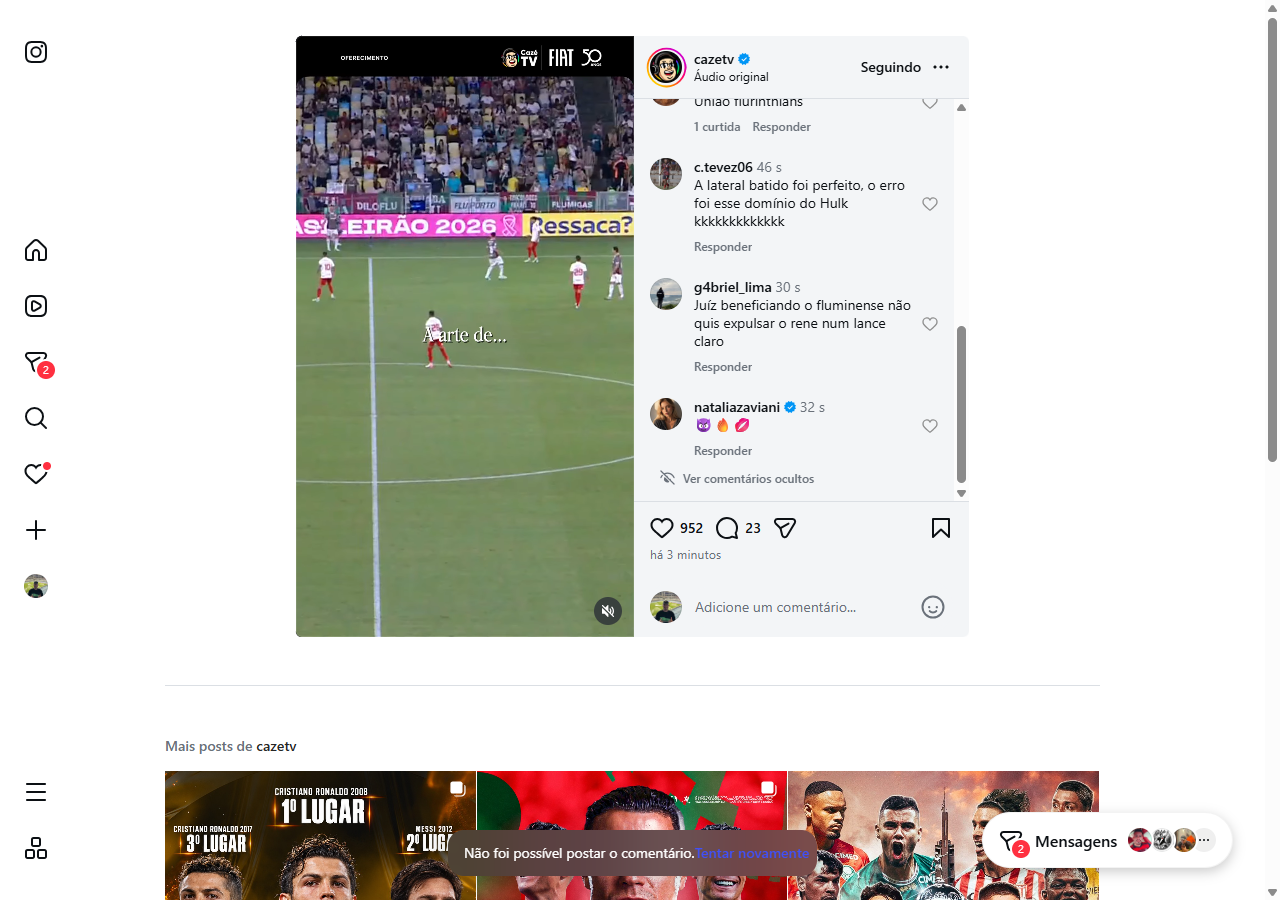 OFERECIMENTO
Cazé TV
FIAT
50
ANOS
DILOFLU
FLUPORTO
FLUMIGAS
ASILEIRÃO 2026
Ressaca?
A arte de...
cazetv
Áudio original
Seguindo
União flurinthians
1 curtida Responder
c.tevez06 46 s
A lateral batido foi perfeito, o erro
foi esse domínio do Hulk
kkkkkkkkkkkkk
Responder
g4briel_lima 30 s
Juíz beneficiando o fluminense não
quis expulsar o rene num lance
claro
Responder
nataliazaviani 32 s
😈🔥💋
Responder
Ver comentários ocultos
952
23
há 3 minutos
Adicione um comentário...
2
Mais posts de cazetv
CRISTIANO RONALDO 2008
1º LUGAR
CRISTIANO RONALDO 2017
3º LUGAR
MESSI 2012
2º LUG
Não foi possível postar o comentário.Tentar novamente
2
Mensagens
CIMED